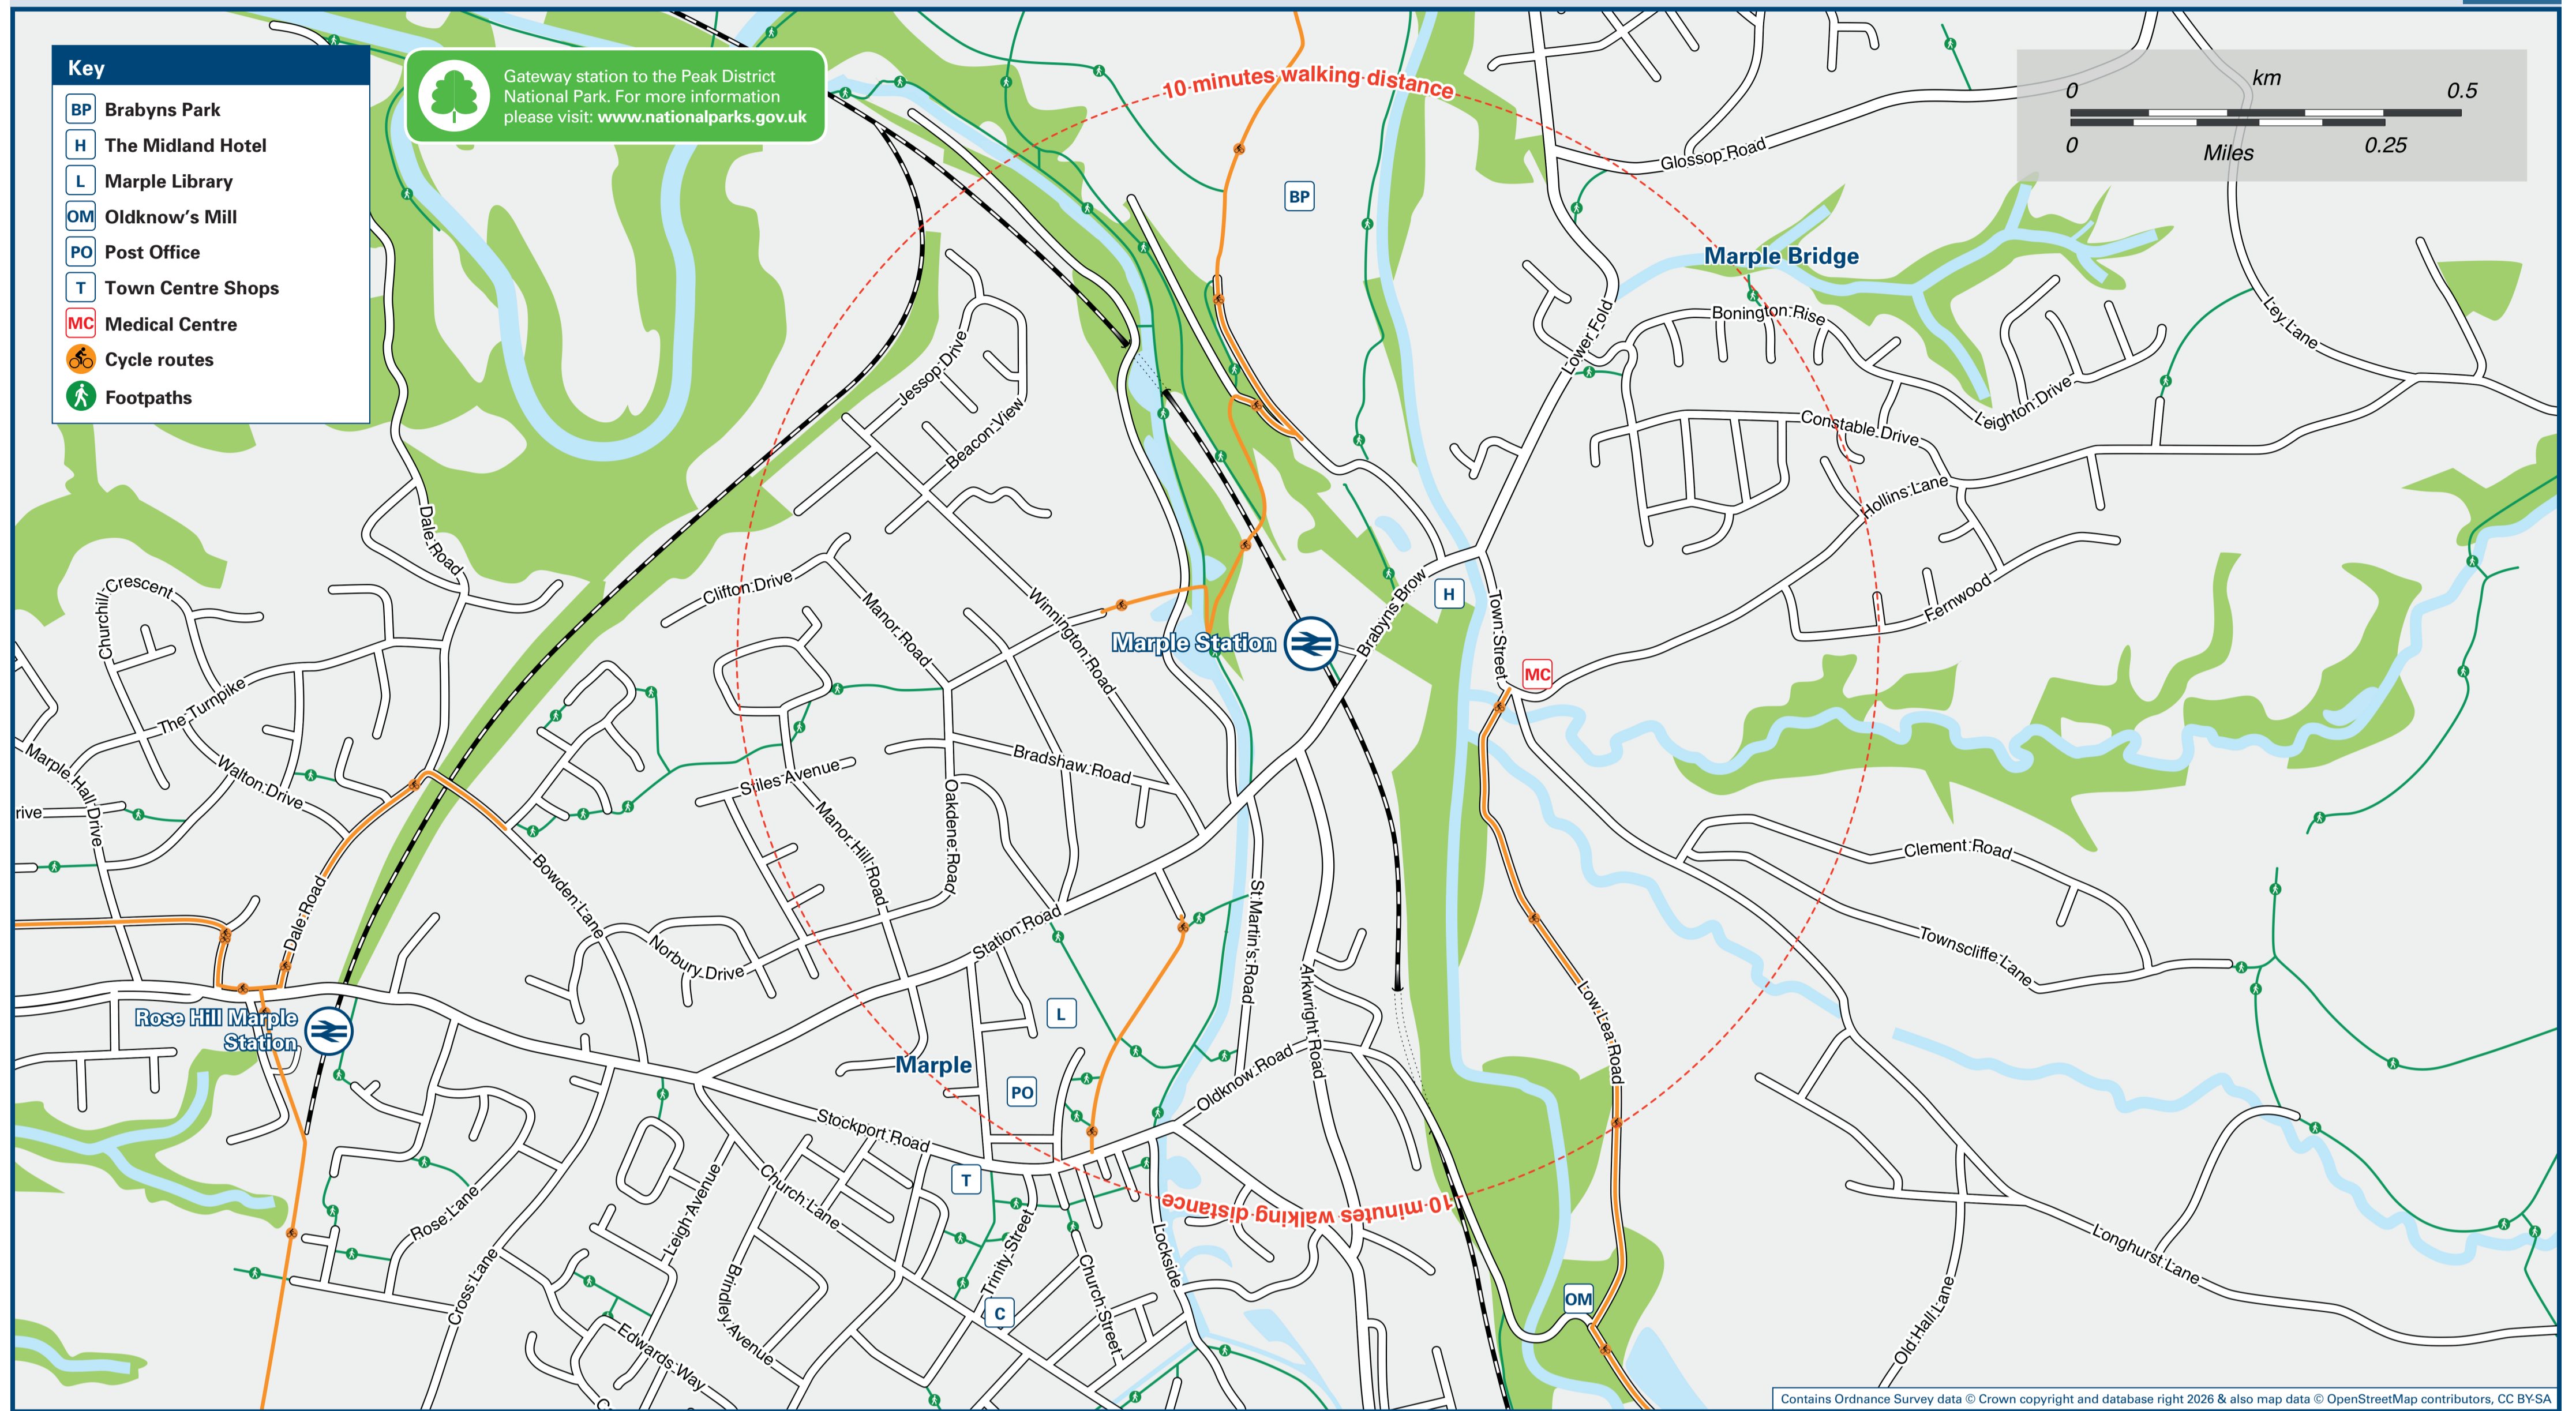 Key
BP Brabyns Park
H The Midland Hotel
L Marple Library
OM Oldknow's Mill
PO Post Office
T Town Centre Shops
MC Medical Centre
Cycle routes
Footpaths
Gateway station to the Peak District
National Park. For more information
please visit: www.nationalparks.gov.uk
10 minutes walking distance
0 km 0.5
0 Miles 0.25
BP
Glossop Road
Marple Bridge
Bonington Rise
Ley Lane
Lower Fold
Jessop Drive
Beacon View
Leighton Drive
Constable Drive
Hollins Lane
Dale Road
Churchill Crescent
Clifton Drive
Manor Road
Winnington Road
Marple Station
Brabyns Brow
H
Town Street
Fernwood
MC
The Turnpike
Marple Hall Drive
Walton Drive
rive
Stiles Avenue
Bradshaw Road
Manor Hill Road
Oakdene Road
Bowden Lane
Dale Road
Norbury Drive
Station Road
St Martin's Road
Arkwright Road
Low Lea Road
Clement Road
Townscliffe Lane
Rose Hill Marple
Station
L
Marple
PO
Oldknow Road
Stockport Road
T
Church Lane
10 minutes walking distance
Rose Lane
Leigh Avenue
Cross Lane
Brindley Avenue
Trinity Street
Church Street
Lockside
C
OM
Edwards Way
Longhurst Lane
Old Hall Lane
C
Contains Ordnance Survey data © Crown copyright and database right 2026 & also map data © OpenStreetMap contributors, CC BY-SA